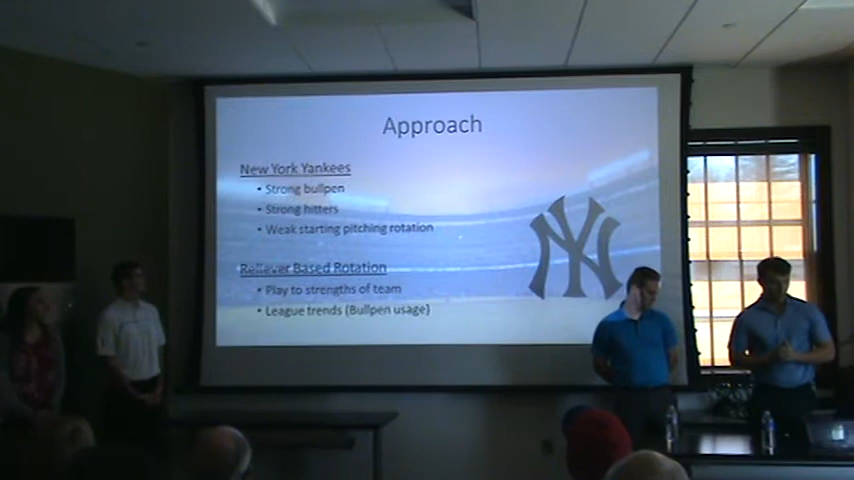 Approach
New York Yankees
• Strong bullpen
• Strong hitters
• Weak starting pitching rotation
NY
Reliever Based Rotation
• Play to strengths of team
• League trends (Bullpen usage)